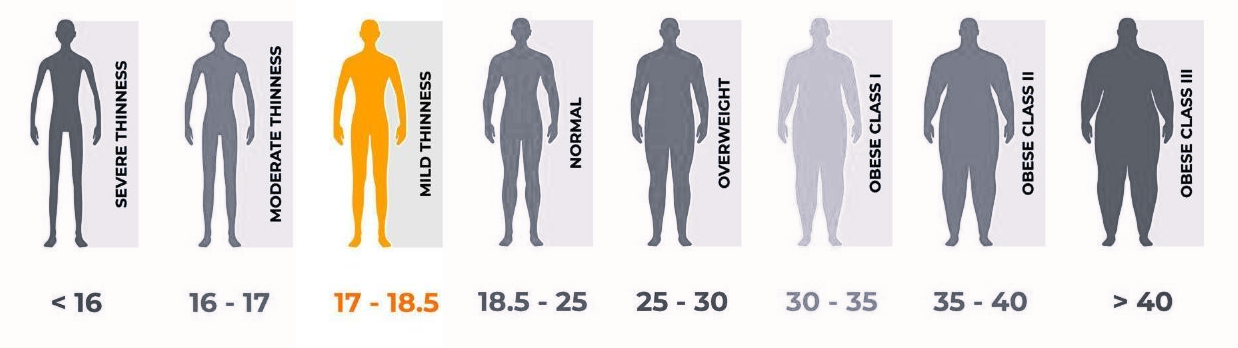 SEVERE THINNESS
MODERATE THINNESS
MILD THINNESS
NORMAL
OVERWEIGHT
OBESE CLASS I
OBESE CLASS II
OBESE CLASS III
< 16
16 - 17
17 - 18.5
18.5 - 25
25 - 30
30 - 35
35 - 40
> 40